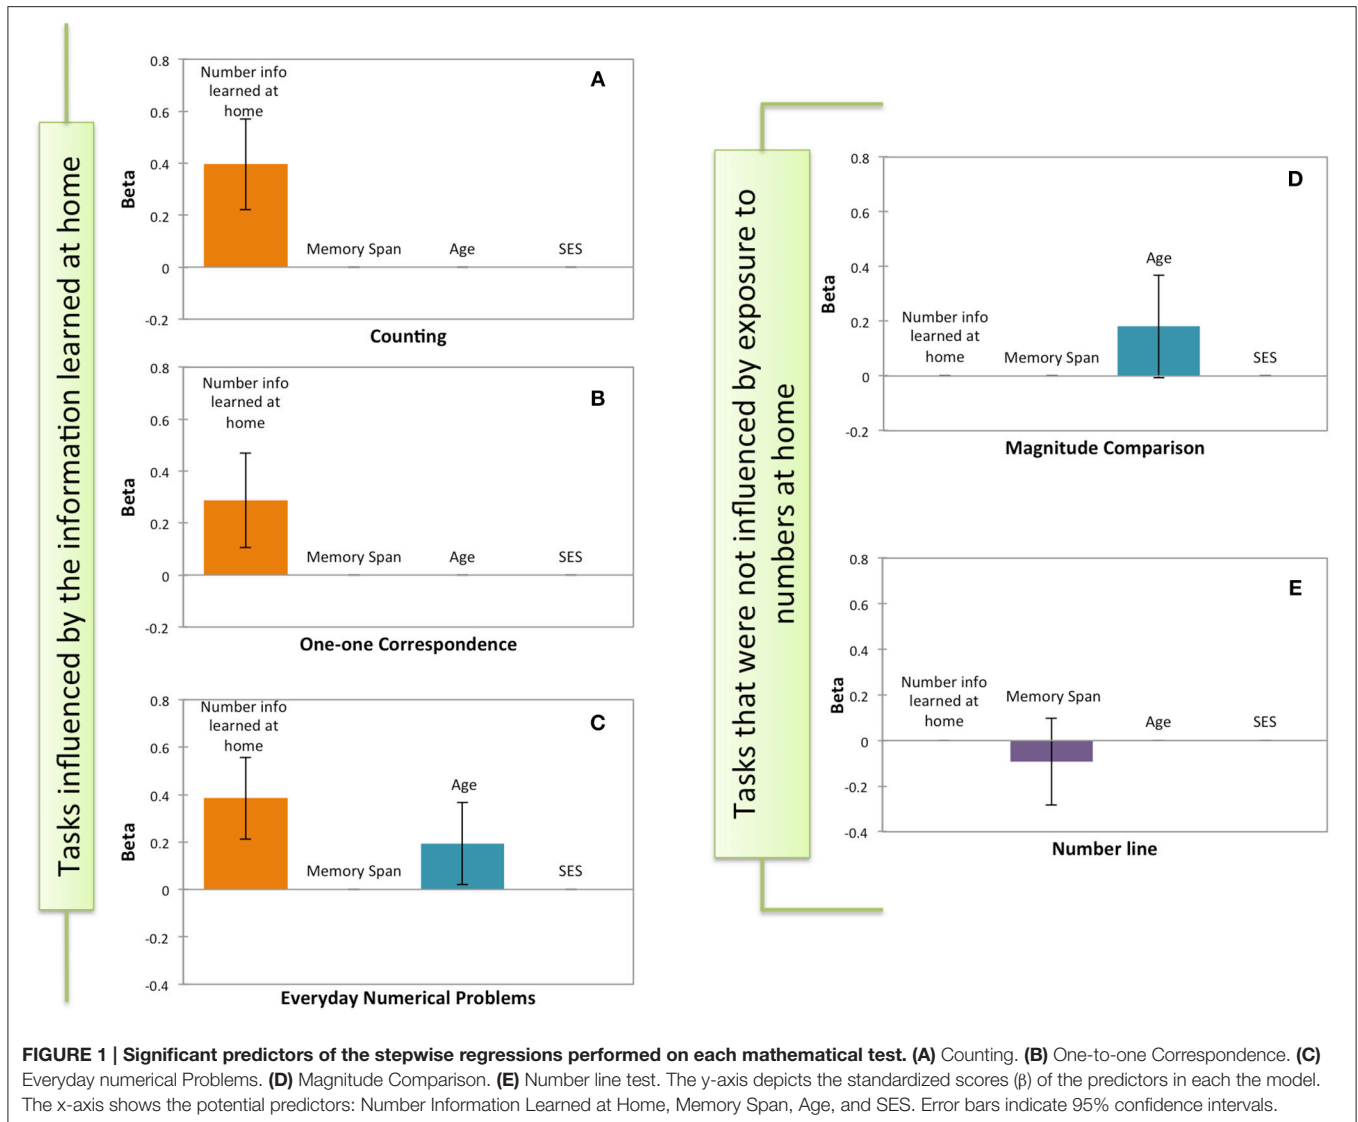 Tasks influenced by the information learned at home
0.8
0.6
0.4
0.2
0
-0.2
Beta
Number info
learned at
home
Memory Span
Age
SES
A
Counting
0.8
0.6
0.4
0.2
0
-0.2
Beta
Number info
learned at
home
Memory Span
Age
SES
B
One-one Correspondence
0.8
0.6
0.4
0.2
0
-0.2
-0.4
Beta
Number info
learned at
home
Memory Span
Age
SES
C
Everyday Numerical Problems
Tasks that were not influenced by exposure to
numbers at home
0.8
0.6
0.4
0.2
0
-0.2
Beta
Number info
learned at
home
Memory Span
Age
SES
D
Magnitude Comparison
0.8
0.6
0.4
0.2
0
-0.2
-0.4
Beta
Number info
learned at
home
Memory Span
Age
SES
E
Number line
FIGURE 1 | Significant predictors of the stepwise regressions performed on each mathematical test. (A) Counting. (B) One-to-one Correspondence. (C)
Everyday numerical Problems. (D) Magnitude Comparison. (E) Number line test. The y-axis depicts the standardized scores (β) of the predictors in each the model.
The x-axis shows the potential predictors: Number Information Learned at Home, Memory Span, Age, and SES. Error bars indicate 95% confidence intervals.